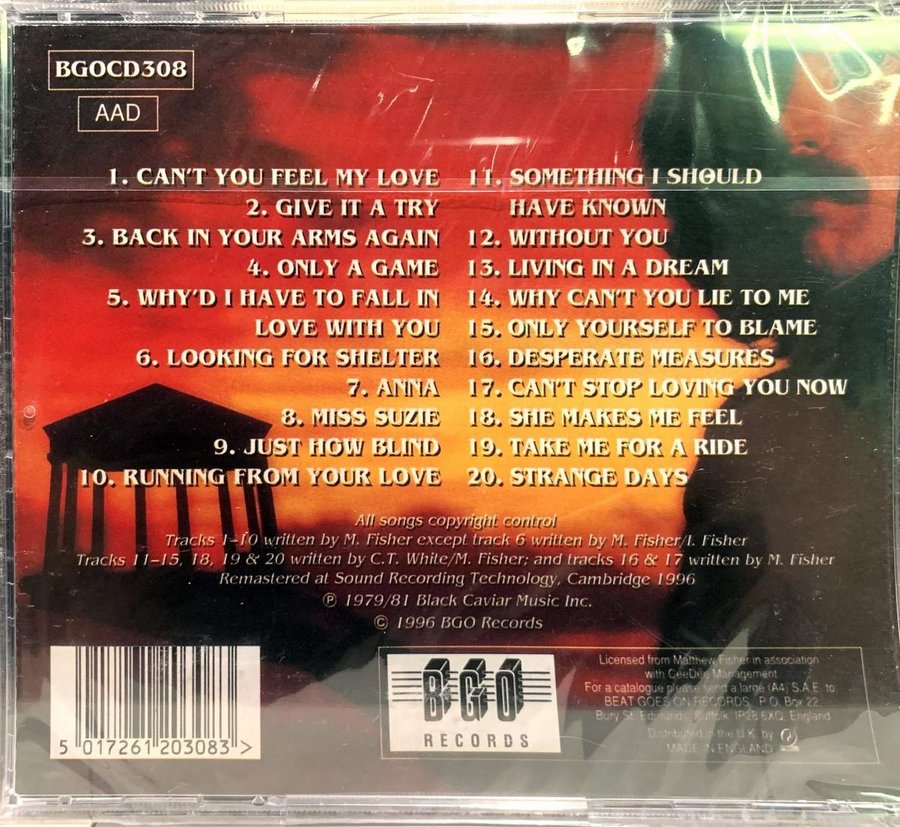 BGOCD308
AAD
1. CAN'T YOU FEEL MY LOVE
2. GIVE IT A TRY
3. BACK IN YOUR ARMS AGAIN
4. ONLY A GAME
5. WHY'D I HAVE TO FALL IN
LOVE WITH YOU
6. LOOKING FOR SHELTER
7. ANNA
8. MISS SUZIE
9. JUST HOW BLIND
10. RUNNING FROM YOUR LOVE
11. SOMETHING I SHOULD
HAVE KNOWN
12. WITHOUT YOU
13. LIVING IN A DREAM
14. WHY CAN'T YOU LIE TO ME
15. ONLY YOURSELF TO BLAME
16. DESPERATE MEASURES
17. CAN'T STOP LOVING YOU NOW
18. SHE MAKES ME FEEL
19. TAKE ME FOR A RIDE
20. STRANGE DAYS
All songs copyright control
Tracks 1-10 written by M. Fisher except track 6 written by M. Fisher/I. Fisher
Tracks 11-15, 18, 19 & 20 written by C.T. White/M. Fisher; and tracks 16 & 17 written by M. Fisher
Remastered at Sound Recording Technology, Cambridge 1996
℗ 1979/81 Black Caviar Music Inc.
© 1996 BGO Records
5 017261 203083 >
BGO
RECORDS
Licensed from Matthew Fisher in association
with CeeDee Management
For a catalogue please send a large (A4) S.A.E. to:
BEAT GOES ON RECORDS, P.O. Box 22,
Bury St. Edmunds, Suffolk, IP28 6XQ, England
Distributed in the U.K. by
MADE IN ENGLAND